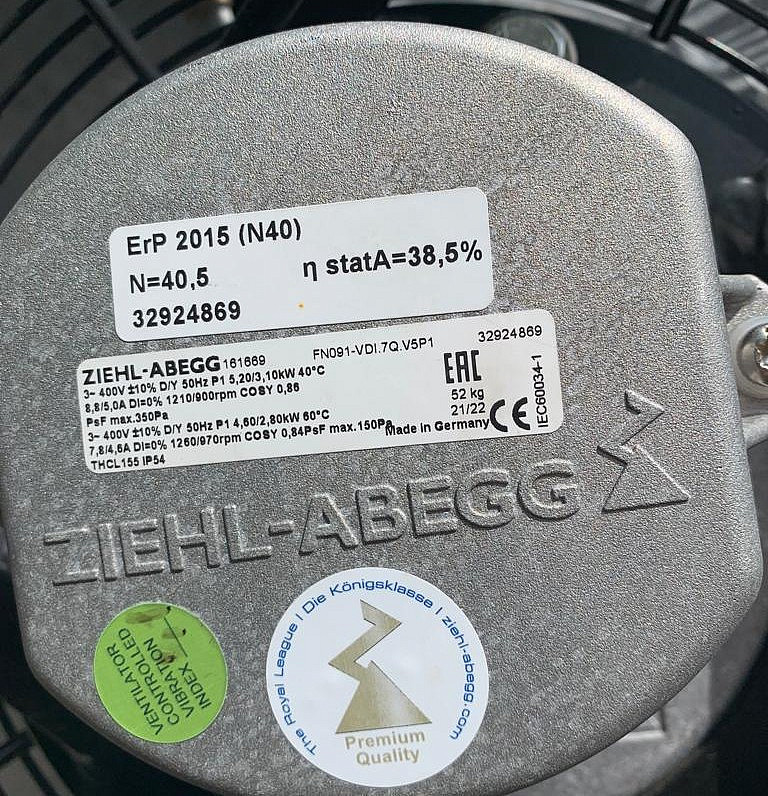 ErP 2015 (N40)
N=40,5
η statA=38,5%
32924869
ZIEHL-ABEGG 161669 FN091-VDI.7Q.V5P1 32924869
3~ 400V ±10% D/Y 50Hz P1 5,20/3,10kW 40°C
8,8/5,0A DI=0% 1210/900rpm COSY 0,86
PsF max.350Pa
3~ 400V ±10% D/Y 50Hz P1 4,60/2,80kW 60°C
7,8/4,6A DI=0% 1260/970rpm COSY 0,84PsF max.150Pa
THCL155 IP54
EAC
52 kg
21/22
Made in Germany CE
IEC60034-1
ZIEHL-ABEGG
VENTILATOR
CONTROLLED
VIBRATION
INDEX
The Royal League I Die Königsklasse I ziehl-abegg.com
Premium
Quality